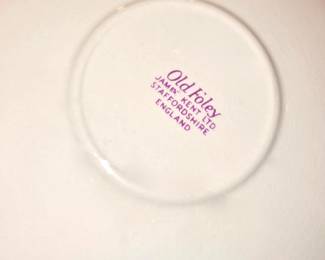 Old Foley
JAMES KENT LTD.
STAFFORDSHIRE
ENGLAND